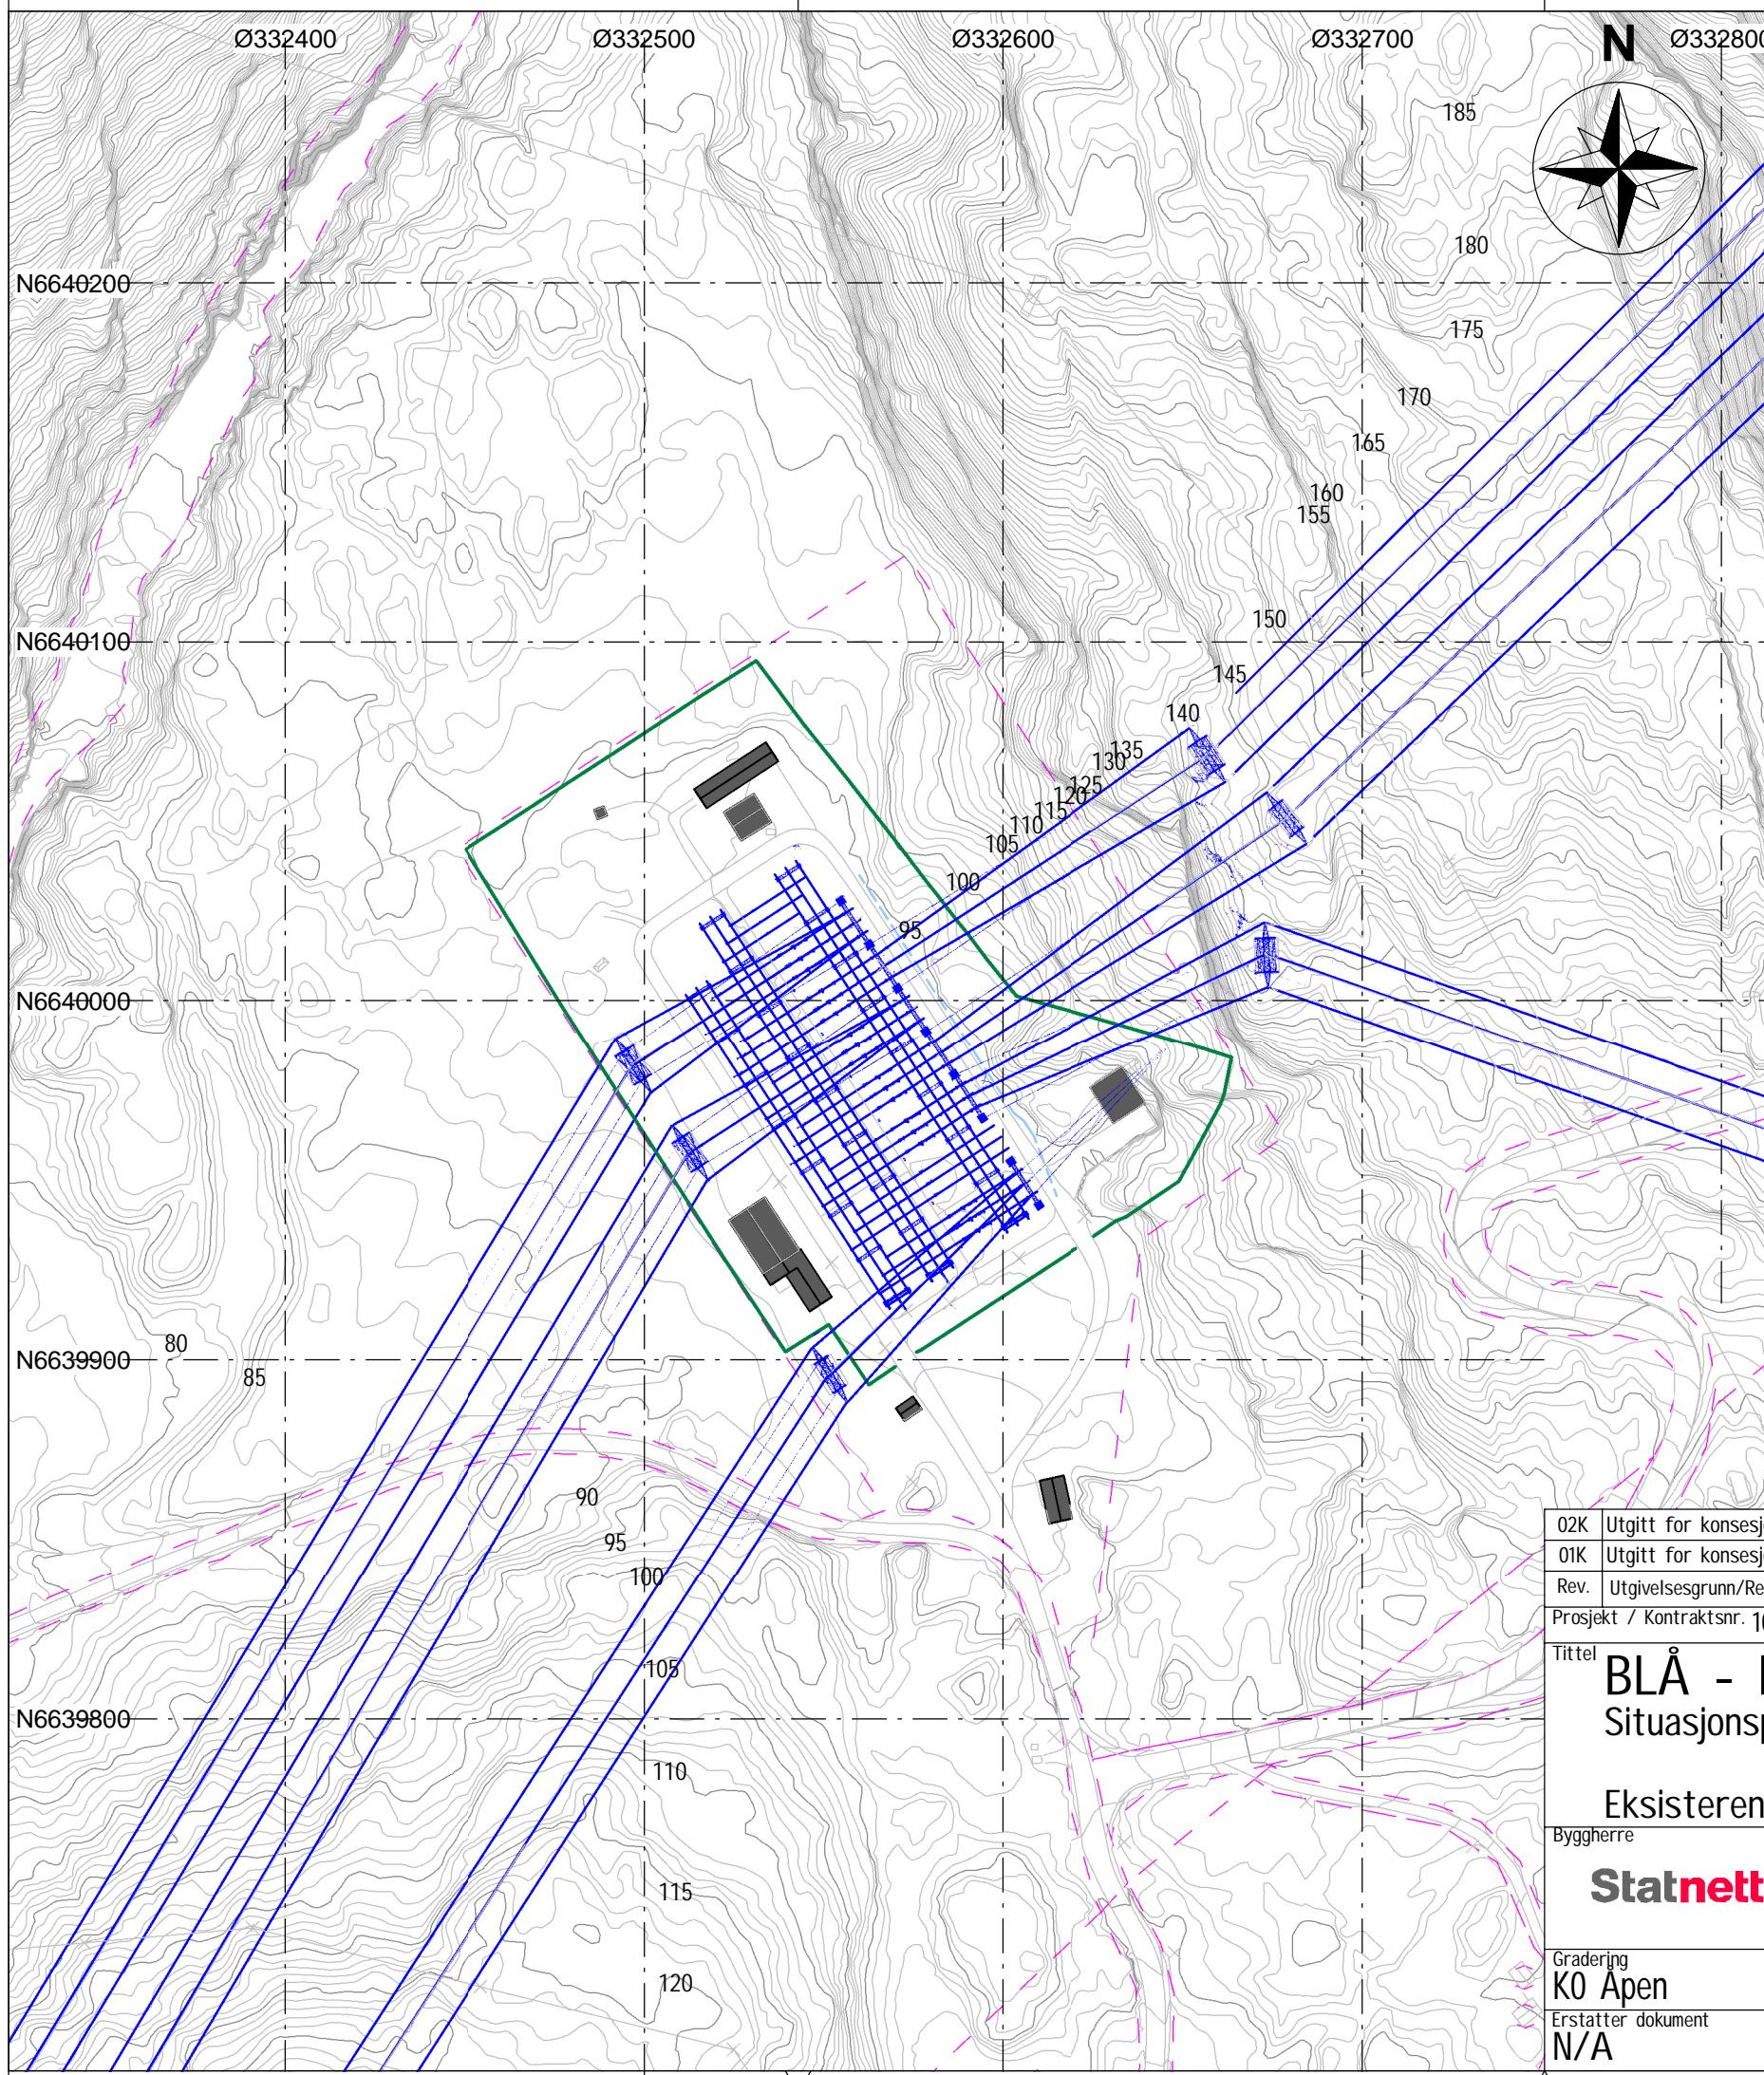 Ø332400 Ø332500 Ø332600 Ø332700 N Ø332800
185
180
N6640200
175
170
165
160
155
150
N6640100
145
140
135
130
125
120
115
110
105
100
95
N6640000
80
N6639900
85
90
95
100
105
N6639800
110
115
120
02K Utgitt for konsesj
01K Utgitt for konsesj
Rev. Utgivelsesgrunn/Re
Prosjekt / Kontraktsnr.
Tittel
BLÅ -
Situasjonsp
Eksisteren
Byggherre
Statnett
Gradering
K0 Åpen
Erstatter dokument
N/A